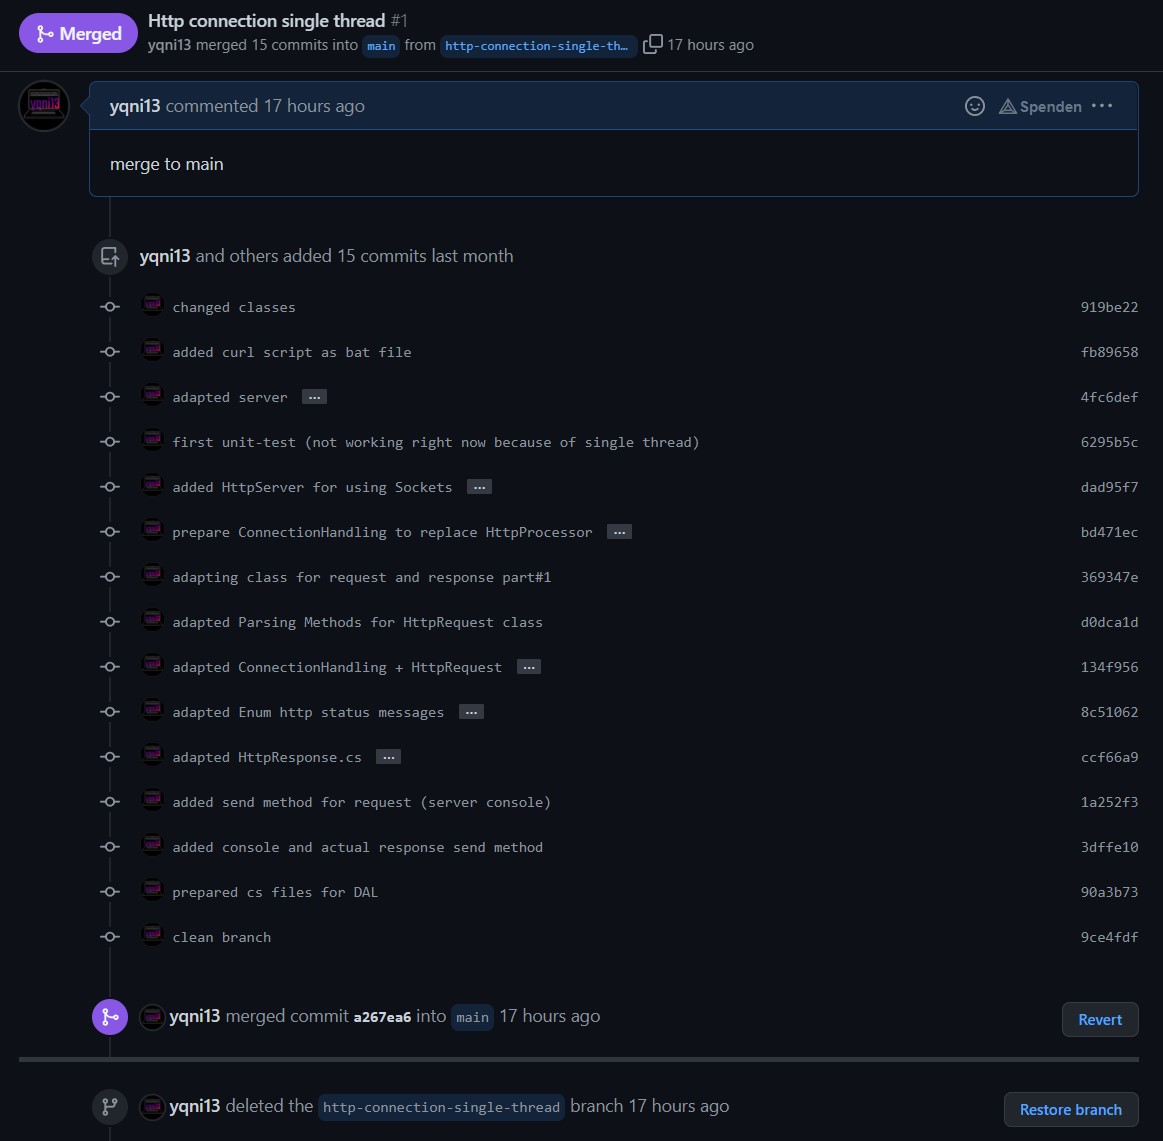 Merged
Http connection single thread #1
yqni13 merged 15 commits into main from http-connection-single-th… 17 hours ago
yqni13
yqni13 commented 17 hours ago
Spenden ...
merge to main
yqni13 and others added 15 commits last month
changed classes 919be22
added curl script as bat file fb89658
adapted server … 4fc6def
first unit-test (not working right now because of single thread) 6295b5c
added HttpServer for using Sockets … dad95f7
prepare ConnectionHandling to replace HttpProcessor … bd471ec
adapting class for request and response part#1 369347e
adapted Parsing Methods for HttpRequest class d0dca1d
adapted ConnectionHandling + HttpRequest … 134f956
adapted Enum http status messages … 8c51062
adapted HttpResponse.cs … ccf66a9
added send method for request (server console) 1a252f3
added console and actual response send method 3dffe10
prepared cs files for DAL 90a3b73
clean branch 9ce4fdf
yqni13 merged commit a267ea6 into main 17 hours ago
Revert
yqni13 deleted the http-connection-single-thread branch 17 hours ago
Restore branch